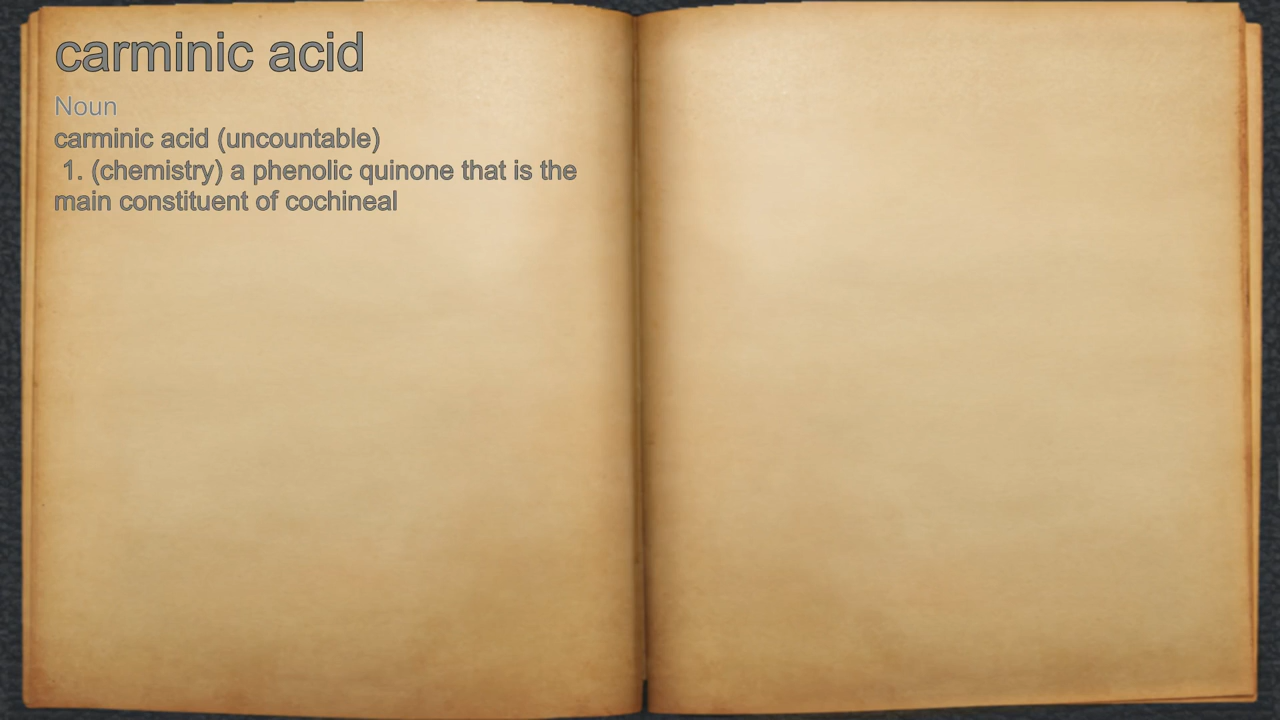 carminic acid
Noun
carminic acid (uncountable)
1. (chemistry) a phenolic quinone that is the
main constituent of cochineal